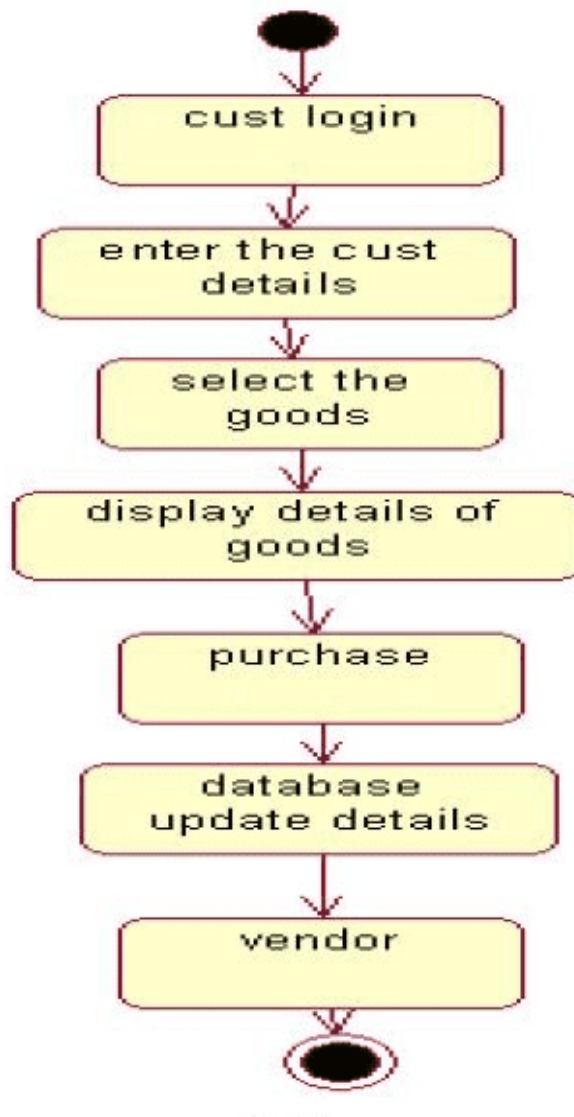 cust login
enter the cust
details
select the
goods
display details of
goods
purchase
database
update details
vendor